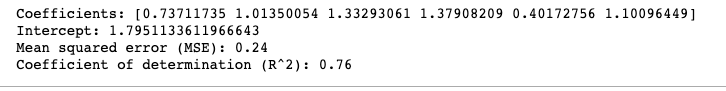 Coefficients: [0.73711735 1.01350054 1.33293061 1.37908209 0.40172756 1.10096449]
Intercept: 1.7951133611966643
Mean squared error (MSE): 0.24
Coefficient of determination (R^2): 0.76